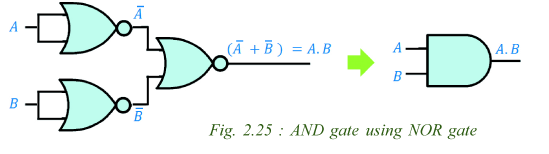 A
A̅
B
B̅
(A̅ + B̅ ) = A.B
A
B
A.B
Fig. 2.25 : AND gate using NOR gate